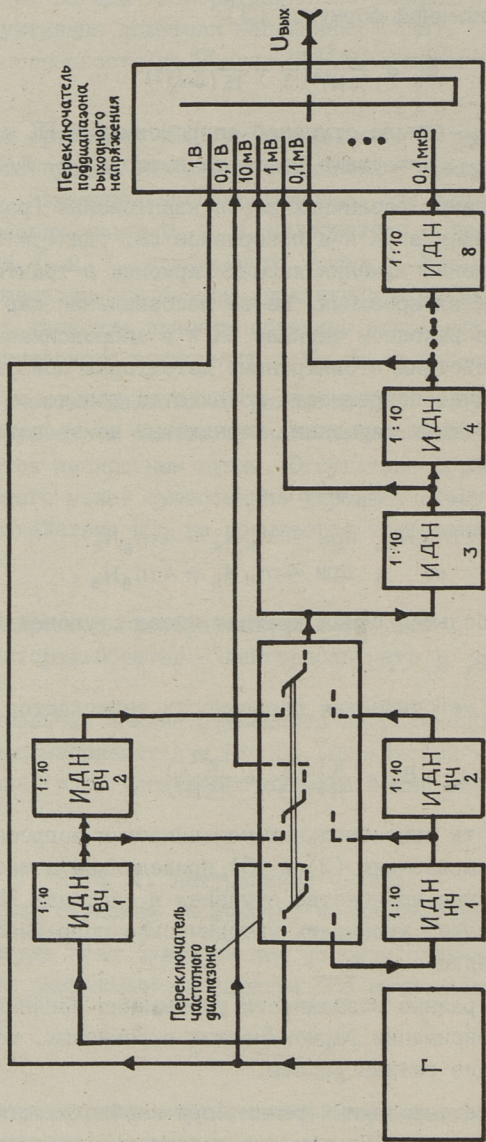 Переключатель
поддиапазона
выходного
напряжения
Uвых
1В
0,1В
10мВ
1мВ
0,1мВ
0,1мкВ
1:10
ИДН
8
1:10
ИДН
4
1:10
ИДН
3
1:10
ИДН
ВЧ
2
1:10
ИДН
ВЧ
1
1:10
ИДН
НЧ
2
1:10
ИДН
НЧ
1
Переключатель
частотного
диапазона
Г